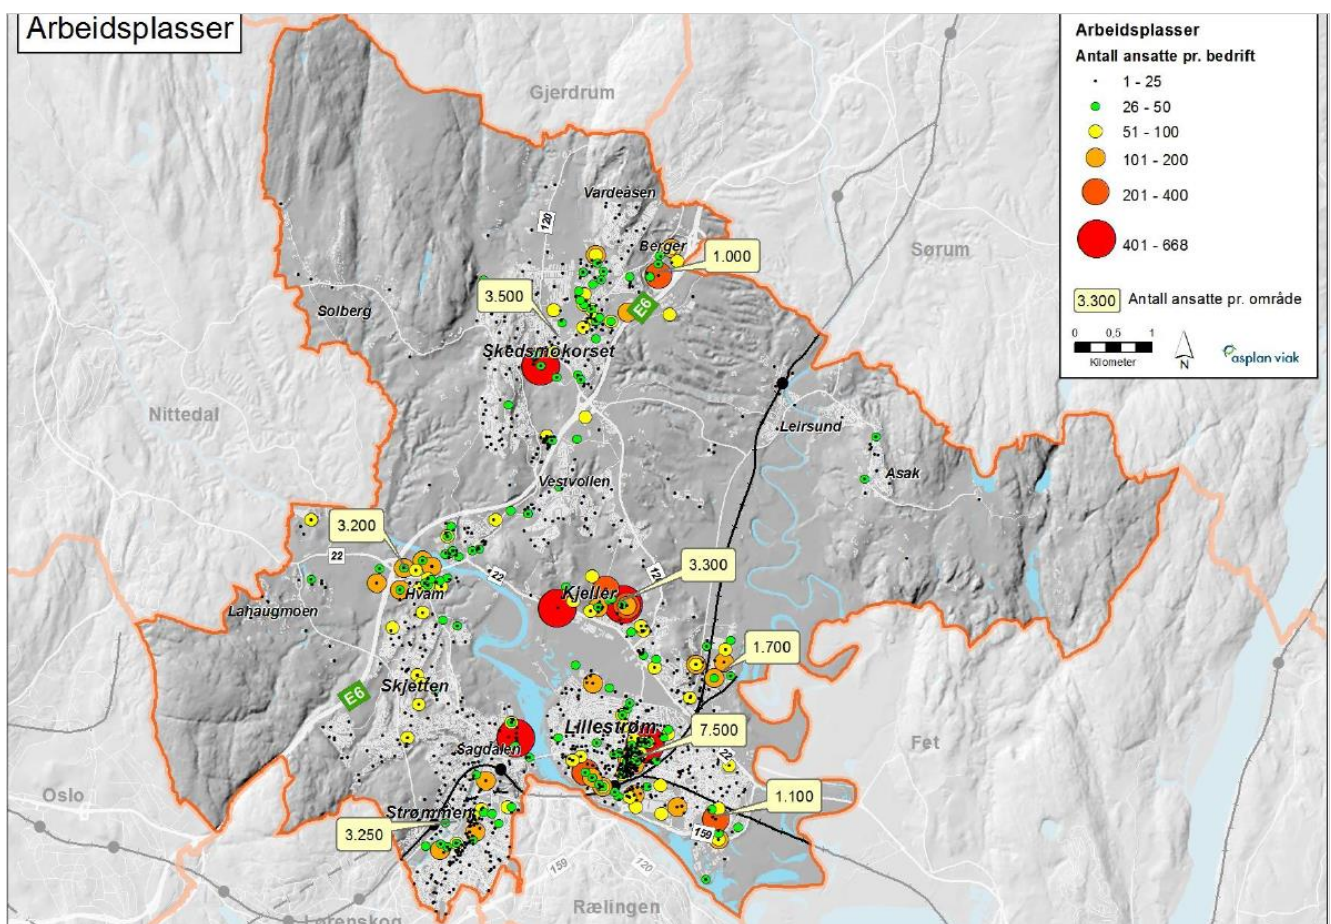 Arbeidsplasser
Arbeidsplasser
Antall ansatte pr. bedrift
1 - 25
26 - 50
51 - 100
101 - 200
201 - 400
401 - 668
3.300 Antall ansatte pr. område
0 0,5 1
Kilometer
N
asplan viak
Gjerdrum
Vardeåsen
120
Berger
1.000
Sørum
3.500
E6
Solberg
Skedsmokorset
Nittedal
Leirsund
Asak
Vestvollen
3.200
22
22
120
3.300
Kjeller
Hvam
Lahaugmoen
1.700
Skjetten
E6
Lillestrøm
7.500
Sagdalen
22
Fet
Oslo
1.100
Strømmen
3.250
159
159
120
Rælingen
Lørenskog